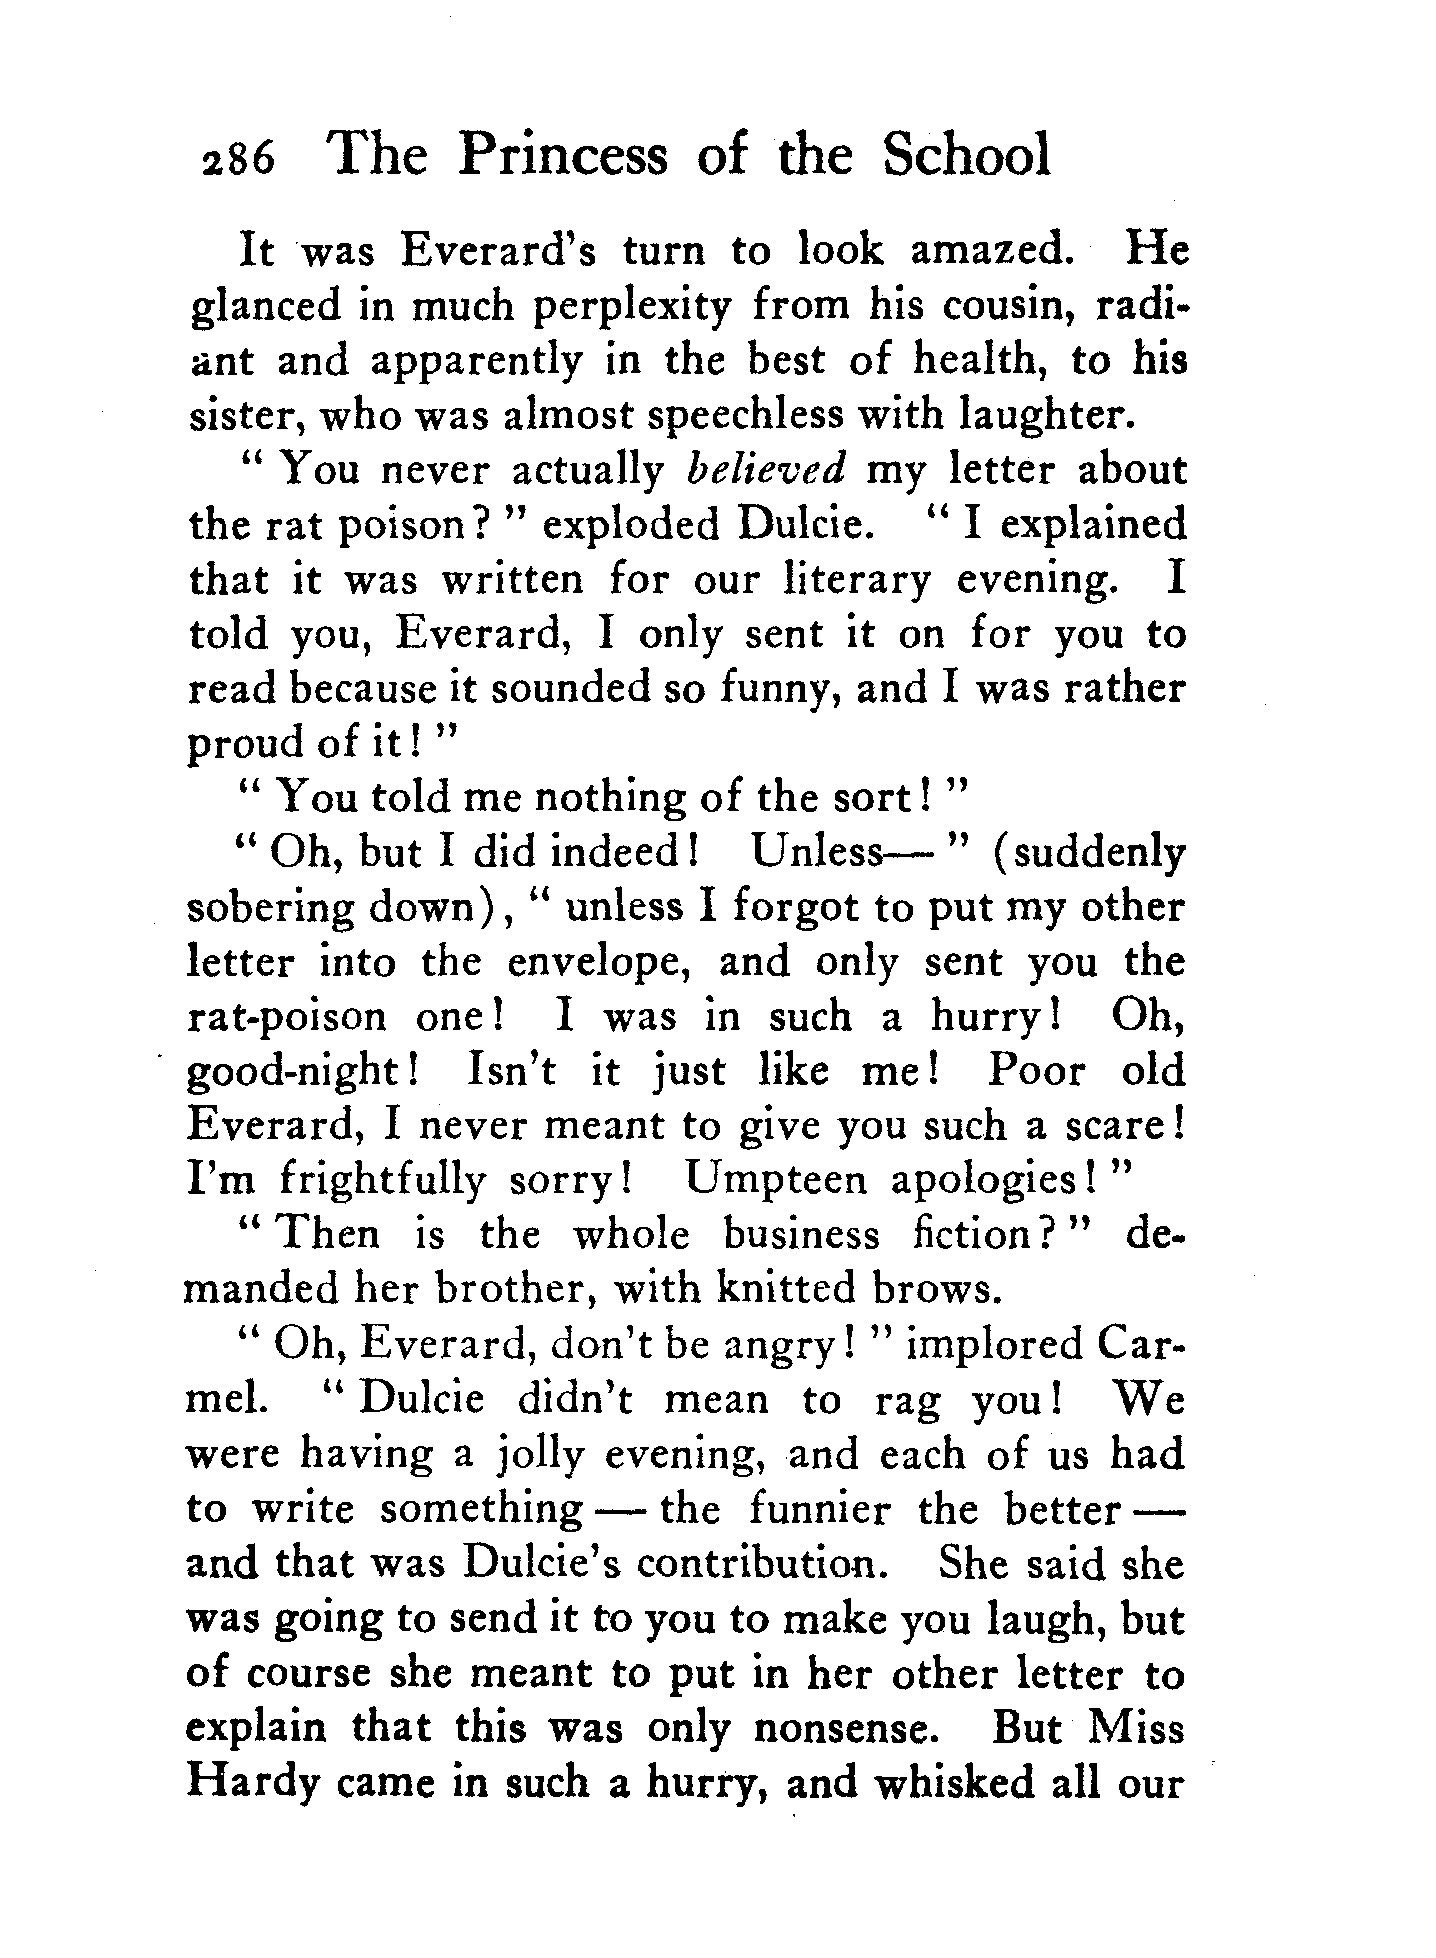 286 The Princess of the School
It was Everard's turn to look amazed. He
glanced in much perplexity from his cousin, radi-
ant and apparently in the best of health, to his
sister, who was almost speechless with laughter.
" You never actually believed my letter about
the rat poison? " exploded Dulcie. " I explained
that it was written for our literary evening. I
told you, Everard, I only sent it on for you to
read because it sounded so funny, and I was rather
proud of it! "
" You told me nothing of the sort! "
" Oh, but I did indeed! Unless— " (suddenly
sobering down), " unless I forgot to put my other
letter into the envelope, and only sent you the
rat-poison one! I was in such a hurry! Oh,
good-night! Isn't it just like me! Poor old
Everard, I never meant to give you such a scare!
I'm frightfully sorry! Umpteen apologies! "
" Then is the whole business fiction? " de-
manded her brother, with knitted brows.
" Oh, Everard, don't be angry! " implored Car-
mel. " Dulcie didn't mean to rag you! We
were having a jolly evening, and each of us had
to write something — the funnier the better —
and that was Dulcie's contribution. She said she
was going to send it to you to make you laugh, but
of course she meant to put in her other letter to
explain that this was only nonsense. But Miss
Hardy came in such a hurry, and whisked all our